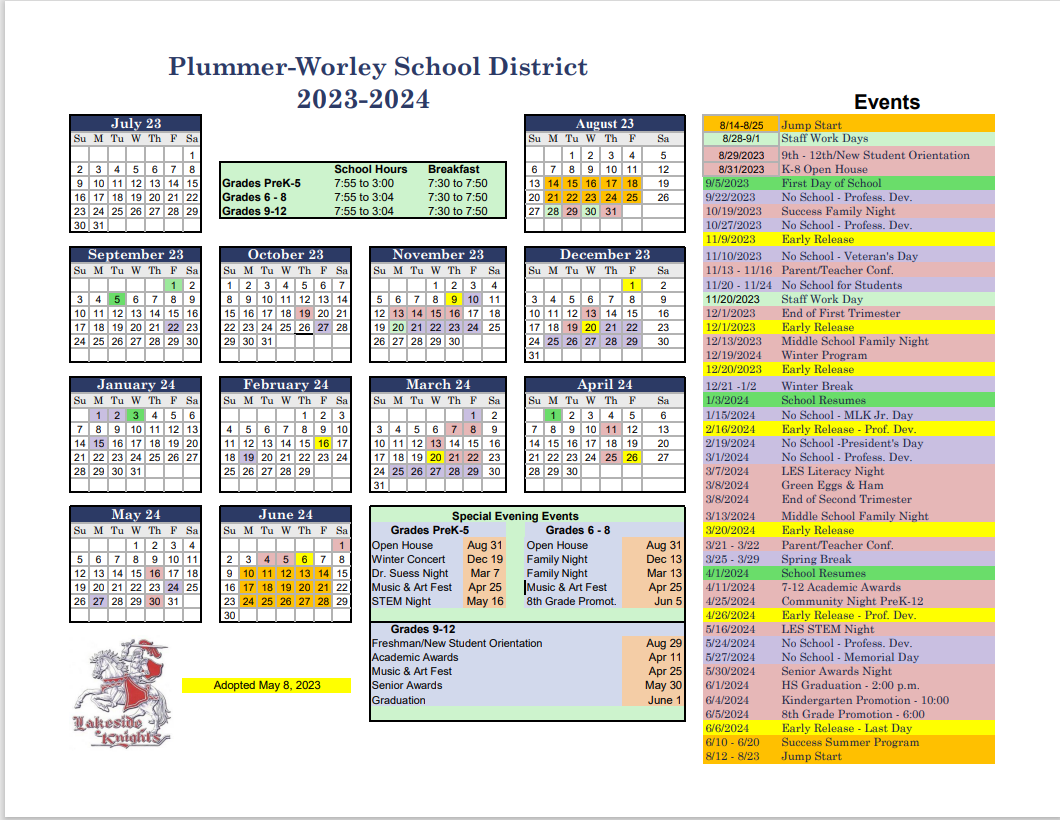 Plummer-Worley School District
2023-2024
Events
July 23
Su M Tu W Th F Sa
1
2 3 4 5 6 7 8
9 10 11 12 13 14 15
16 17 18 19 20 21 22
23 24 25 26 27 28 29
30 31
School Hours Breakfast
Grades PreK-5 7:55 to 3:00 7:30 to 7:50
Grades 6 - 8 7:55 to 3:04 7:30 to 7:50
Grades 9-12 7:55 to 3:04 7:30 to 7:50
August 23
Su M Tu W Th F Sa
1 2 3 4 5
6 7 8 9 10 11 12
13 14 15 16 17 18 19
20 21 22 23 24 25 26
27 28 29 30 31
September 23
Su M Tu W Th F Sa
1 2
3 4 5 6 7 8 9
10 11 12 13 14 15 16
17 18 19 20 21 22 23
24 25 26 27 28 29 30
October 23
Su M Tu W Th F Sa
1 2 3 4 5 6 7
8 9 10 11 12 13 14
15 16 17 18 19 20 21
22 23 24 25 26 27 28
29 30 31
November 23
Su M Tu W Th F Sa
1 2 3 4
5 6 7 8 9 10 11
12 13 14 15 16 17 18
19 20 21 22 23 24 25
26 27 28 29 30
December 23
Su M Tu W Th F Sa
1 2
3 4 5 6 7 8 9
10 11 12 13 14 15 16
17 18 19 20 21 22 23
24 25 26 27 28 29 30
31
January 24
Su M Tu W Th F Sa
1 2 3 4 5 6
7 8 9 10 11 12 13
14 15 16 17 18 19 20
21 22 23 24 25 26 27
28 29 30 31
February 24
Su M Tu W Th F Sa
1 2 3
4 5 6 7 8 9 10
11 12 13 14 15 16 17
18 19 20 21 22 23 24
25 26 27 28 29
March 24
Su M Tu W Th F Sa
1 2
3 4 5 6 7 8 9
10 11 12 13 14 15 16
17 18 19 20 21 22 23
24 25 26 27 28 29 30
31
April 24
Su M Tu W Th F Sa
1 2 3 4 5 6
7 8 9 10 11 12 13
14 15 16 17 18 19 20
21 22 23 24 25 26 27
28 29 30
May 24
Su M Tu W Th F Sa
1 2 3 4
5 6 7 8 9 10 11
12 13 14 15 16 17 18
19 20 21 22 23 24 25
26 27 28 29 30 31
June 24
Su M Tu W Th F Sa
1
2 3 4 5 6 7 8
9 10 11 12 13 14 15
16 17 18 19 20 21 22
23 24 25 26 27 28 29
30
Special Evening Events
Grades PreK-5 Grades 6 - 8
Open House Aug 31 Open House Aug 31
Winter Concert Dec 19 Family Night Dec 13
Dr. Suess Night Mar 7 Family Night Mar 13
Music & Art Fest Apr 25 Music & Art Fest Apr 25
STEM Night May 16 8th Grade Promot. Jun 5
Grades 9-12
Freshman/New Student Orientation Aug 29
Academic Awards Apr 11
Music & Art Fest Apr 25
Senior Awards May 30
Graduation June 1
Lakeside
Knights
Adopted May 8, 2023
8/14-8/25 Jump Start
8/28-9/1 Staff Work Days
8/29/2023 9th - 12th/New Student Orientation
8/31/2023 K-8 Open House
9/5/2023 First Day of School
9/22/2023 No School - Profess. Dev.
10/19/2023 Success Family Night
10/27/2023 No School - Profess. Dev.
11/9/2023 Early Release
11/10/2023 No School - Veteran's Day
11/13 - 11/16 Parent/Teacher Conf.
11/20 - 11/24 No School for Students
11/20/2023 Staff Work Day
12/1/2023 End of First Trimester
12/1/2023 Early Release
12/13/2023 Middle School Family Night
12/19/2024 Winter Program
12/20/2023 Early Release
12/21 -1/2 Winter Break
1/3/2024 School Resumes
1/15/2024 No School - MLK Jr. Day
2/16/2024 Early Release - Prof. Dev.
2/19/2024 No School -President's Day
3/1/2024 No School - Profess. Dev.
3/7/2024 LES Literacy Night
3/8/2024 Green Eggs & Ham
3/8/2024 End of Second Trimester
3/13/2024 Middle School Family Night
3/20/2024 Early Release
3/21 - 3/22 Parent/Teacher Conf.
3/25 - 3/29 Spring Break
4/1/2024 School Resumes
4/11/2024 7-12 Academic Awards
4/25/2024 Community Night PreK-12
4/26/2024 Early Release - Prof. Dev.
5/16/2024 LES STEM Night
5/24/2024 No School - Profess. Dev.
5/27/2024 No School - Memorial Day
5/30/2024 Senior Awards Night
6/1/2024 HS Graduation - 2:00 p.m.
6/4/2024 Kindergarten Promotion - 10:00
6/5/2024 8th Grade Promotion - 6:00
6/6/2024 Early Release - Last Day
6/10 - 6/20 Success Summer Program
8/12 - 8/23 Jump Start